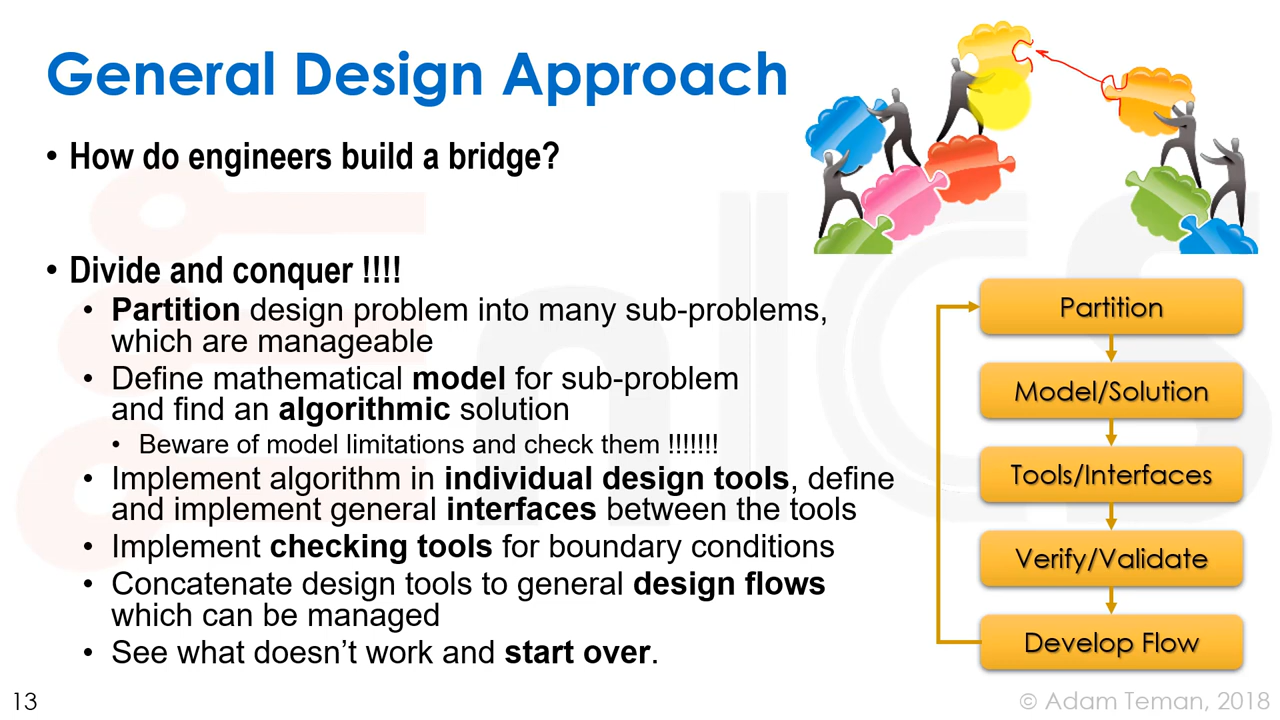 General Design Approach
• How do engineers build a bridge?
• Divide and conquer !!!!
• Partition design problem into many sub-problems,
which are manageable
• Define mathematical model for sub-problem
and find an algorithmic solution
• Beware of model limitations and check them !!!!!!!
• Implement algorithm in individual design tools, define
and implement general interfaces between the tools
• Implement checking tools for boundary conditions
• Concatenate design tools to general design flows
which can be managed
• See what doesn’t work and start over.
Partition
Model/Solution
Tools/Interfaces
Verify/Validate
Develop Flow
13
© Adam Teman, 2018
nICS